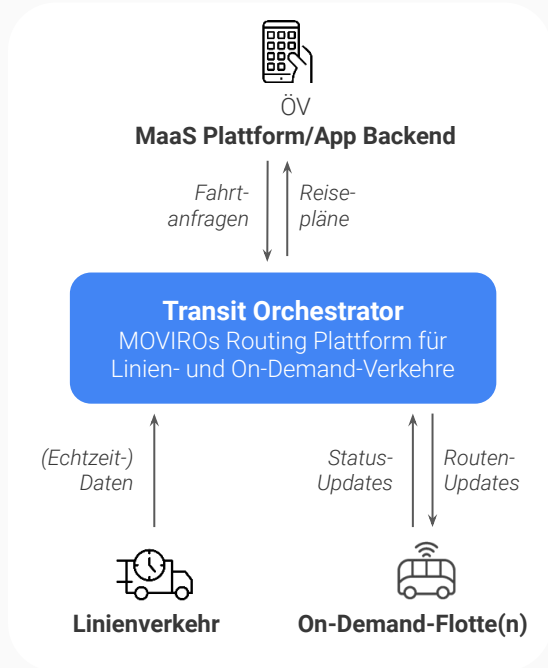 ÖV
MaaS Plattform/App Backend
Fahrt-
anfragen
Reise-
pläne
Transit Orchestrator
MOVIROs Routing Plattform für
Linien- und On-Demand-Verkehre
(Echtzeit-)
Daten
Status-
Updates
Routen-
Updates
Linienverkehr
On-Demand-Flotte(n)